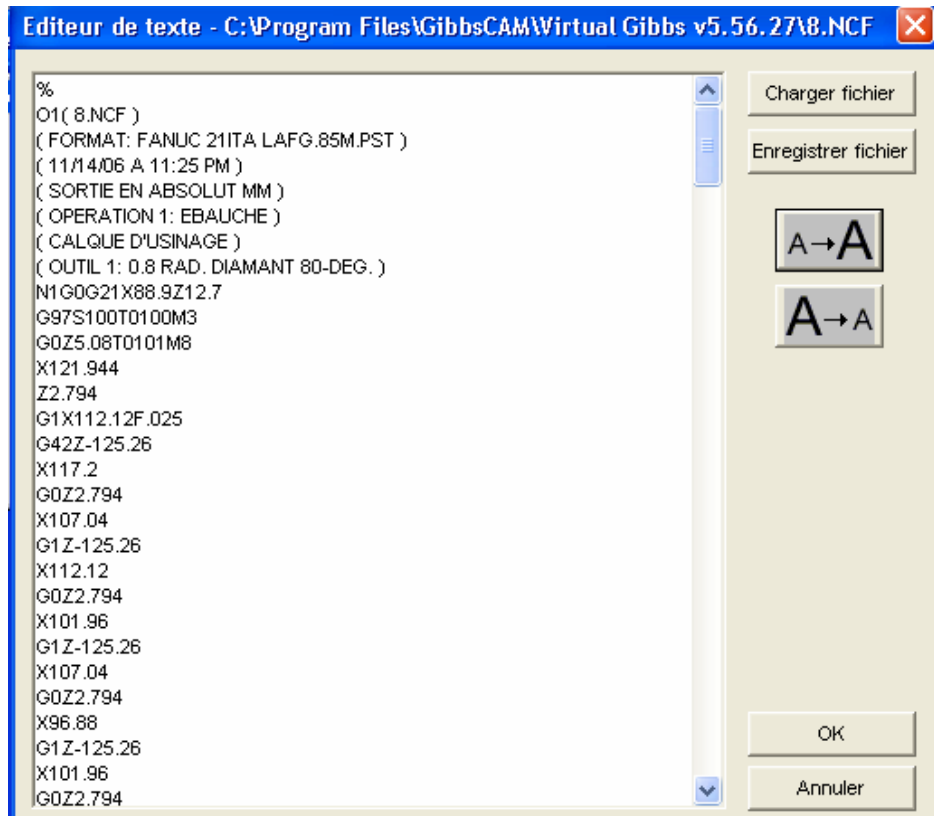 Editeur de texte - C:\Program Files\GibbsCAM\Virtual Gibbs v5.56.27\8.NCF
%
O1( 8.NCF )
( FORMAT: FANUC 21ITA LAFG.85M.PST )
( 11/14/06 A 11:25 PM )
( SORTIE EN ABSOLUT MM )
( OPERATION 1: EBAUCHE )
( CALQUE D'USINAGE )
( OUTIL 1: 0.8 RAD. DIAMANT 80-DEG. )
N1G0G21X88.9Z12.7
G97S100T0100M3
G0Z5.08T0101M8
X121.944
Z2.794
G1X112.12F.025
G42Z-125.26
X117.2
G0Z2.794
X107.04
G1Z-125.26
X112.12
G0Z2.794
X101.96
G1Z-125.26
X107.04
G0Z2.794
X96.88
G1Z-125.26
X101.96
G0Z2.794
Charger fichier
Enregistrer fichier
A→A
A→A
OK
Annuler